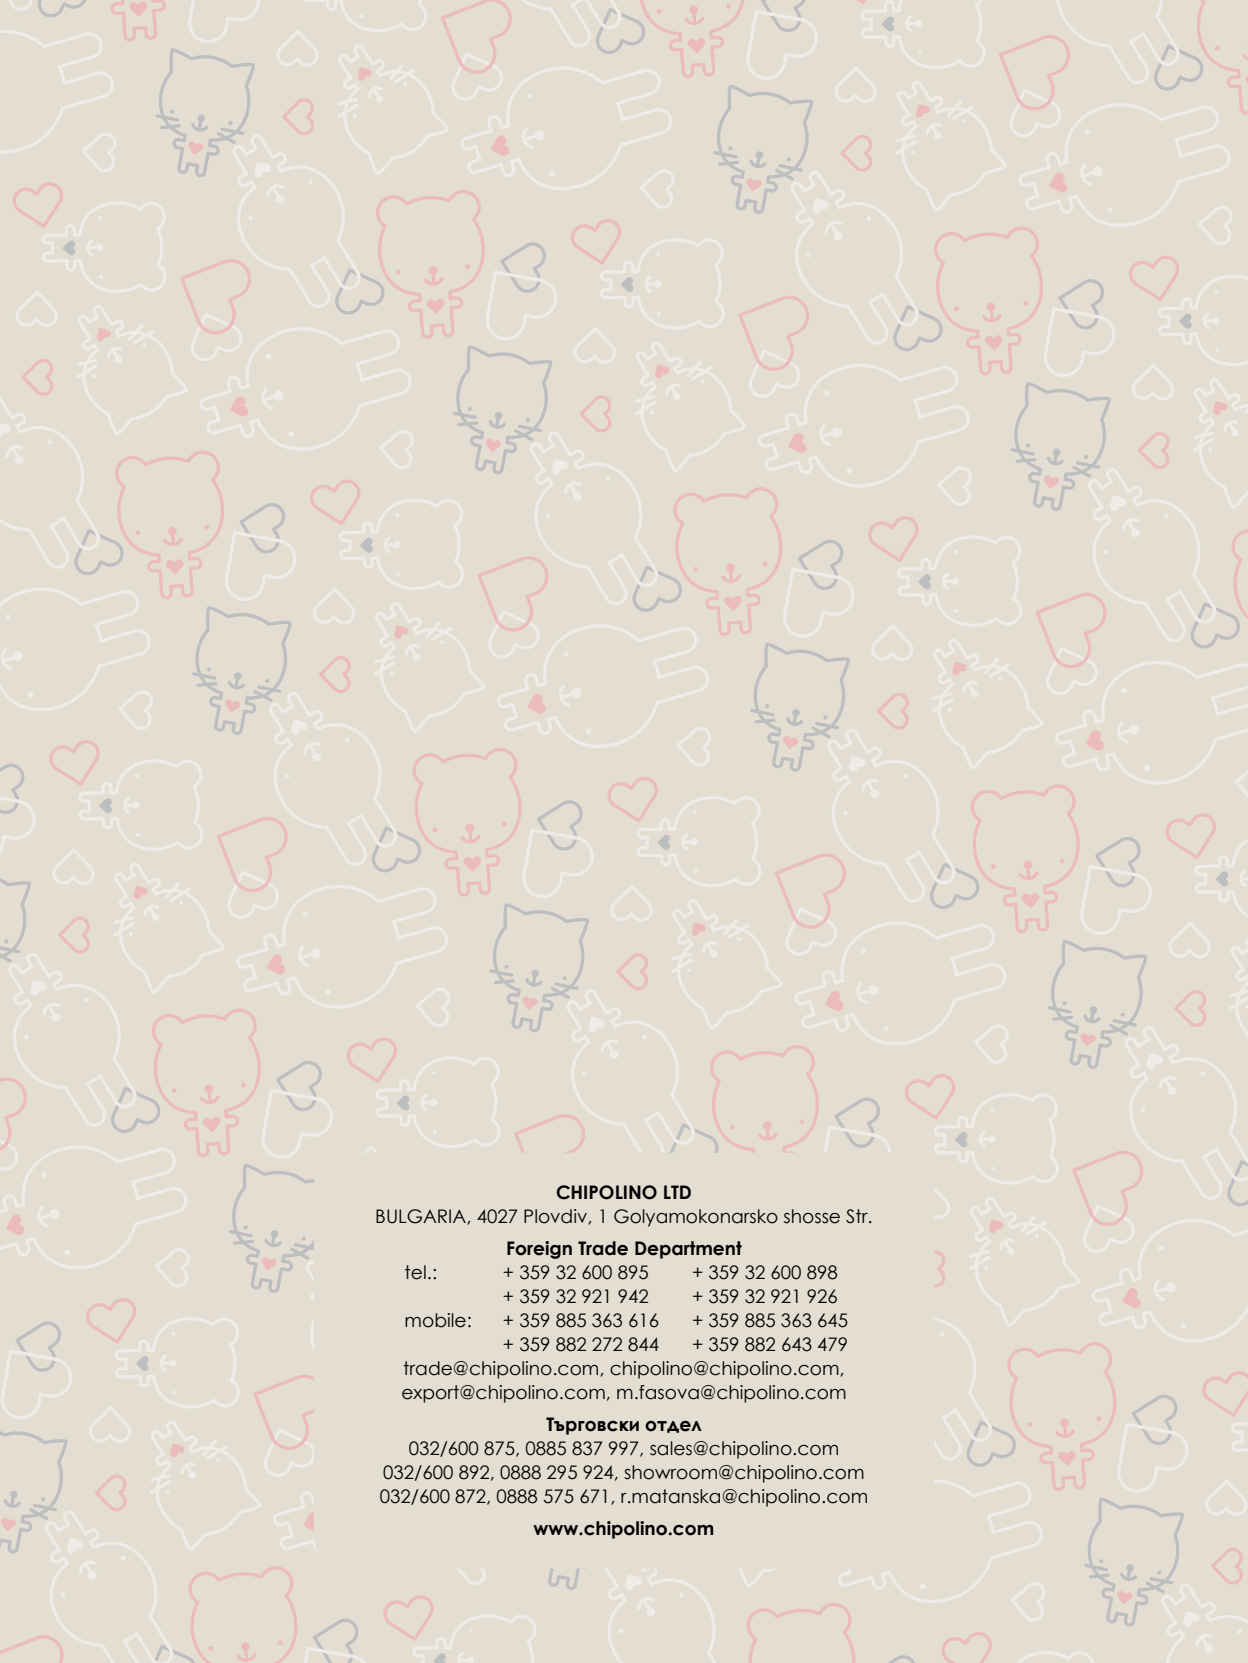 CHIPOLINO LTD
BULGARIA, 4027 Plovdiv, 1 Golyamokonarsko shosse Str.
Foreign Trade Department
tel.: + 359 32 600 895 + 359 32 600 898
+ 359 32 921 942 + 359 32 921 926
mobile: + 359 885 363 616 + 359 885 363 645
+ 359 882 272 844 + 359 882 643 479
trade@chipolino.com, chipolino@chipolino.com,
export@chipolino.com, m.fasova@chipolino.com
Търговски отдел
032/600 875, 0885 837 997, sales@chipolino.com
032/600 892, 0888 295 924, showroom@chipolino.com
032/600 872, 0888 575 671, r.matanska@chipolino.com
www.chipolino.com